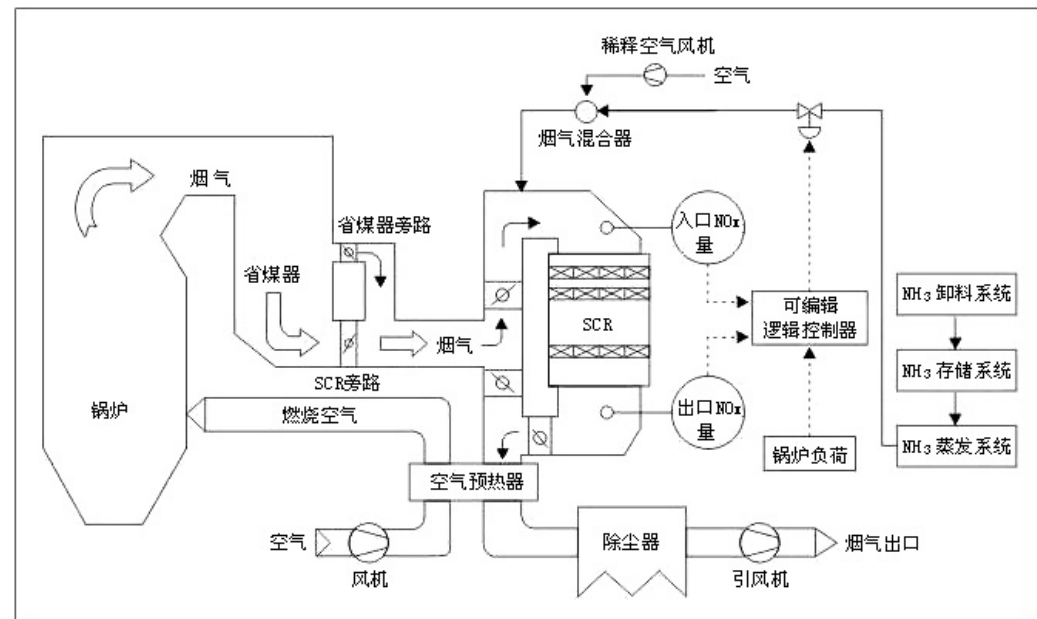 稀释空气风机
空气
烟气混合器
烟气
省煤器旁路
入口NOx
量
省煤器
NH₃卸料系统
可编辑
逻辑控制器
SCR
烟气
NH₃存储系统
SCR旁路
锅炉
燃烧空气
出口NOx
量
锅炉负荷
NH₃蒸发系统
空气预热器
空气
除尘器
烟气出口
风机
引风机